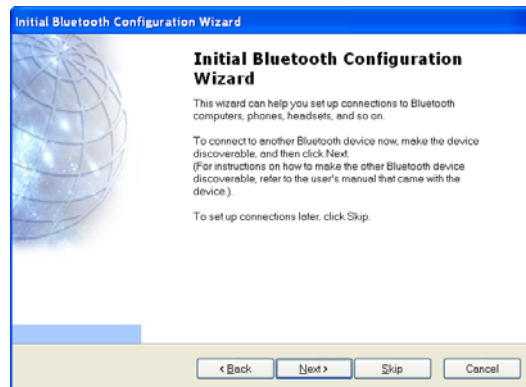 Initial Bluetooth Configuration Wizard
Initial Bluetooth Configuration
Wizard
This wizard can help you set up connections to Bluetooth
computers, phones, headsets, and so on.
To connect to another Bluetooth device now, make the device
discoverable, and then click Next.
(For instructions on how to make the other Bluetooth device
discoverable, refer to the user's manual that came with the
device.).
To set up connections later, click Skip.
< Back Next > Skip Cancel